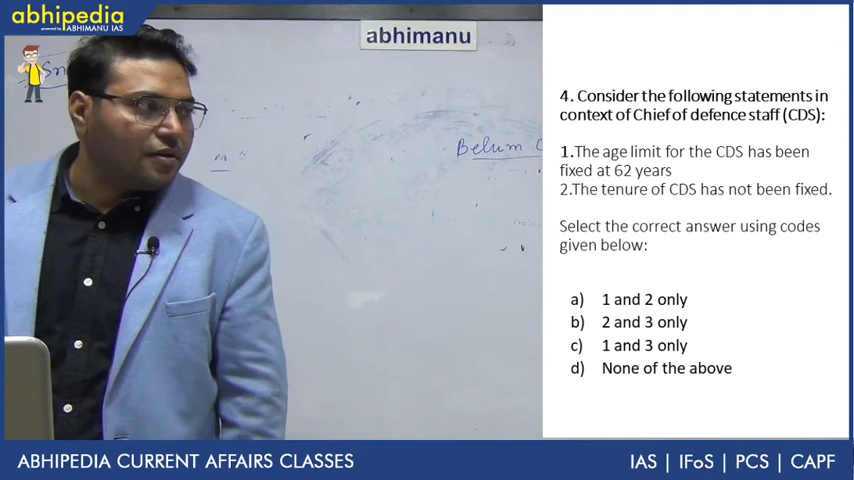 abhipedia
powered by ABHIMANU IAS
abhimanu
Sn
Belum C
4. Consider the following statements in
context of Chief of defence staff (CDS):
1.The age limit for the CDS has been
fixed at 62 years
2.The tenure of CDS has not been fixed.
Select the correct answer using codes
given below:
a) 1 and 2 only
b) 2 and 3 only
c) 1 and 3 only
d) None of the above
ABHIPEDIA CURRENT AFFAIRS CLASSES
IAS | IFoS | PCS | CAPF